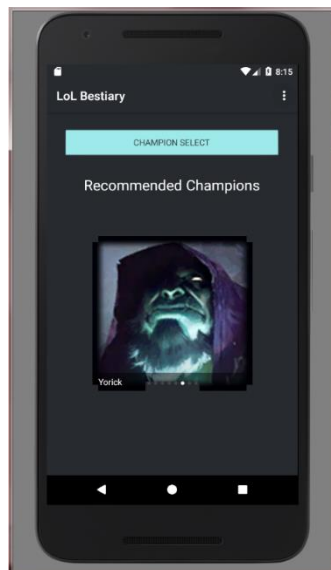 8:15
LoL Bestiary
CHAMPION SELECT
Recommended Champions
Yorick